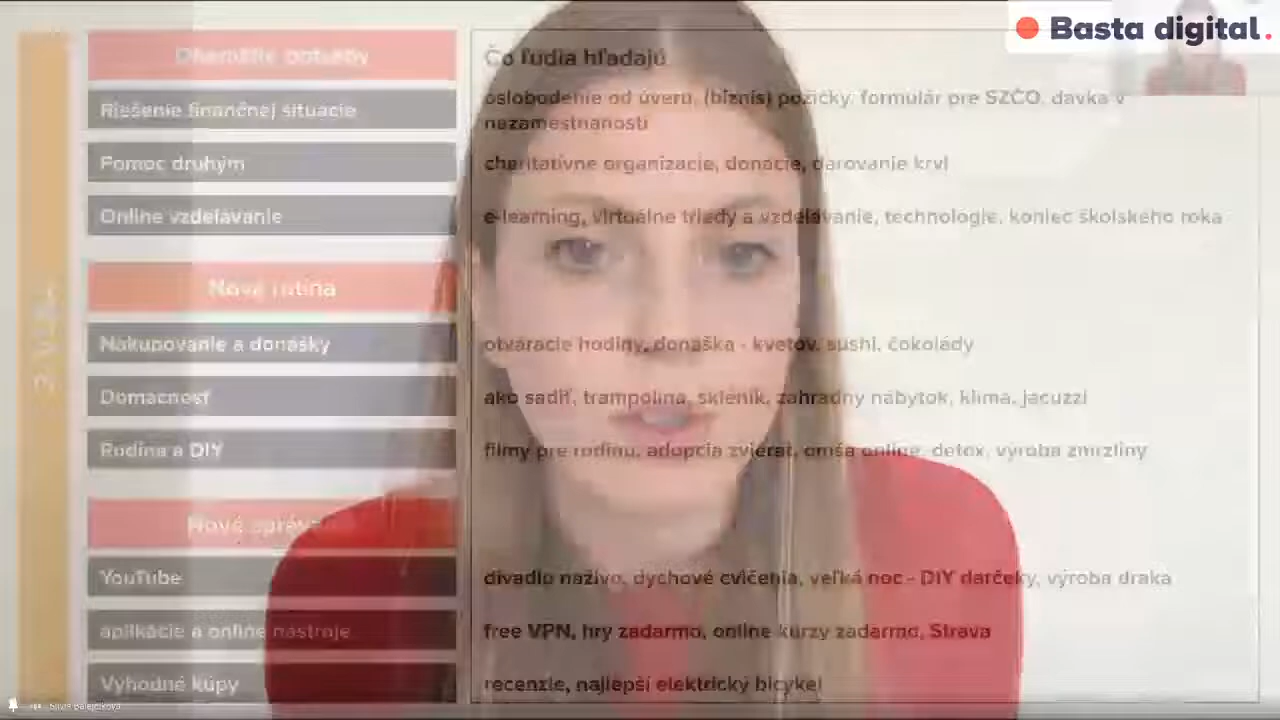 Basta digital.
Okamžité potreby
Čo ľudia hľadajú
Riešenie finančnej situácie
oslobodenie od úveru, (biznis) pôžičky, formulár pre SZČO, dávka v
nezamestnanosti
Pomoc druhým
charitatívne organizácie, donácie, darovanie krvi
Online vzdelávanie
e-learning, virtuálne triedy a vzdelávanie, technológie, koniec školského roka
Nová rutina
Nakupovanie a donášky
otváracie hodiny, donáška - kvetov, sushi, čokolády
Domácnosť
ako sadiť, trampolína, skleník, záhradný nábytok, klíma, jacuzzi
Rodina a DIY
filmy pre rodinu, adopcia zvierat, omša online, detox, výroba zmrzliny
Nové
YouTube
divadlo naživo, dychové cvičenia, veľká noc - DIY darčeky, výroba draka
aplikácie a online nástroje
free VPN, hry zadarmo, online kurzy zadarmo, Strava
Výhodné kúpy
recenzie, najlepší elektrický bicykel